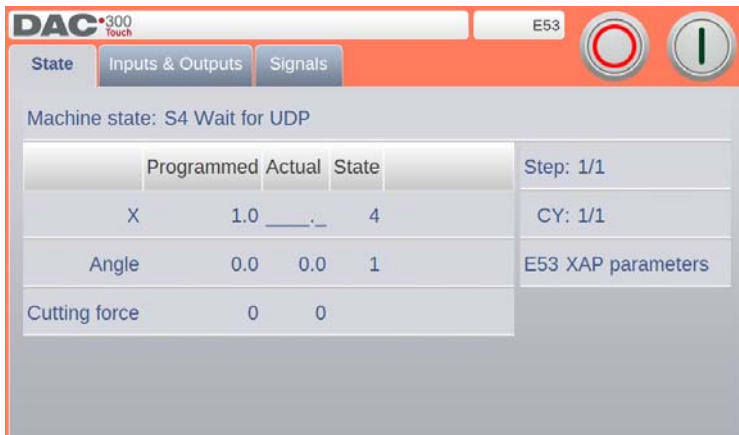 DAC•300 Touch E53
State Inputs & Outputs Signals
Machine state: S4 Wait for UDP
Programmed Actual State Step: 1/1
X 1.0 ____._ 4 CY: 1/1
Angle 0.0 0.0 1 E53 XAP parameters
Cutting force 0 0